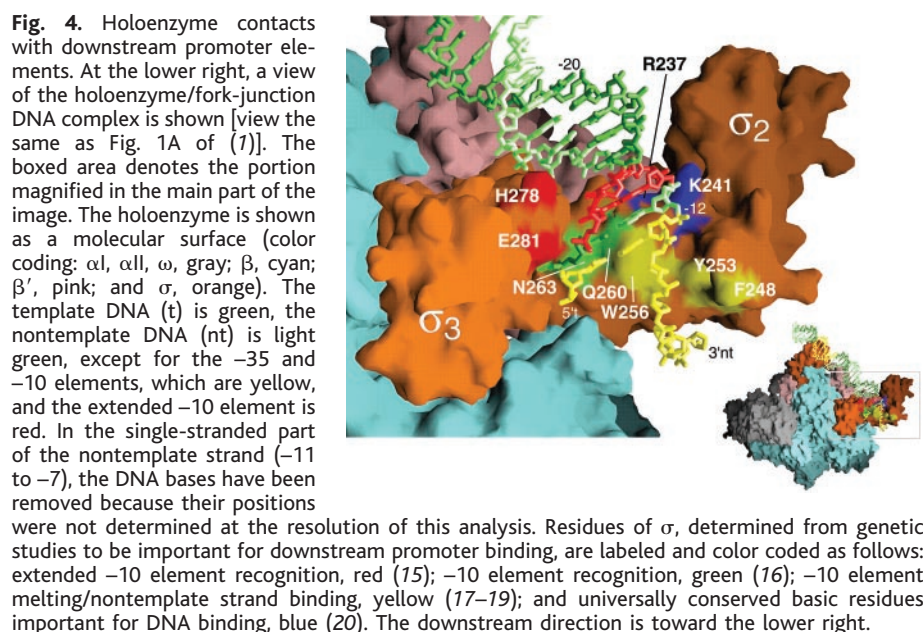 Fig. 4. Holoenzyme contacts
with downstream promoter ele-
ments. At the lower right, a view
of the holoenzyme/fork-junction
DNA complex is shown [view the
same as Fig. 1A of (1)]. The
boxed area denotes the portion
magnified in the main part of the
image. The holoenzyme is shown
as a molecular surface (color
coding: αI, αII, ω, gray; β, cyan;
β′, pink; and σ, orange). The
template DNA (t) is green, the
nontemplate DNA (nt) is light
green, except for the –35 and
–10 elements, which are yellow,
and the extended –10 element is
red. In the single-stranded part
of the nontemplate strand (–11
to –7), the DNA bases have been
removed because their positions
were not determined at the resolution of this analysis. Residues of σ, determined from genetic
studies to be important for downstream promoter binding, are labeled and color coded as follows:
extended –10 element recognition, red (15); –10 element recognition, green (16); –10 element
melting/nontemplate strand binding, yellow (17–19); and universally conserved basic residues
important for DNA binding, blue (20). The downstream direction is toward the lower right.
-20
R237
σ2
H278
K241
-12
E281
Y253
N263
Q260
F248
W256
5't
σ3
3'nt